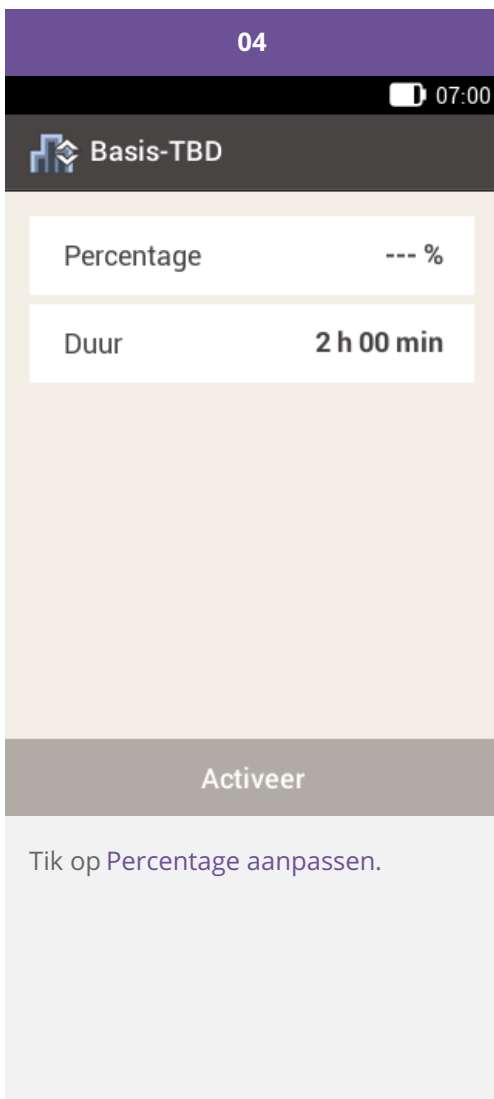 04
07:00
Basis-TBD
Percentage --- %
Duur 2 h 00 min
Activeer
Tik op Percentage aanpassen.